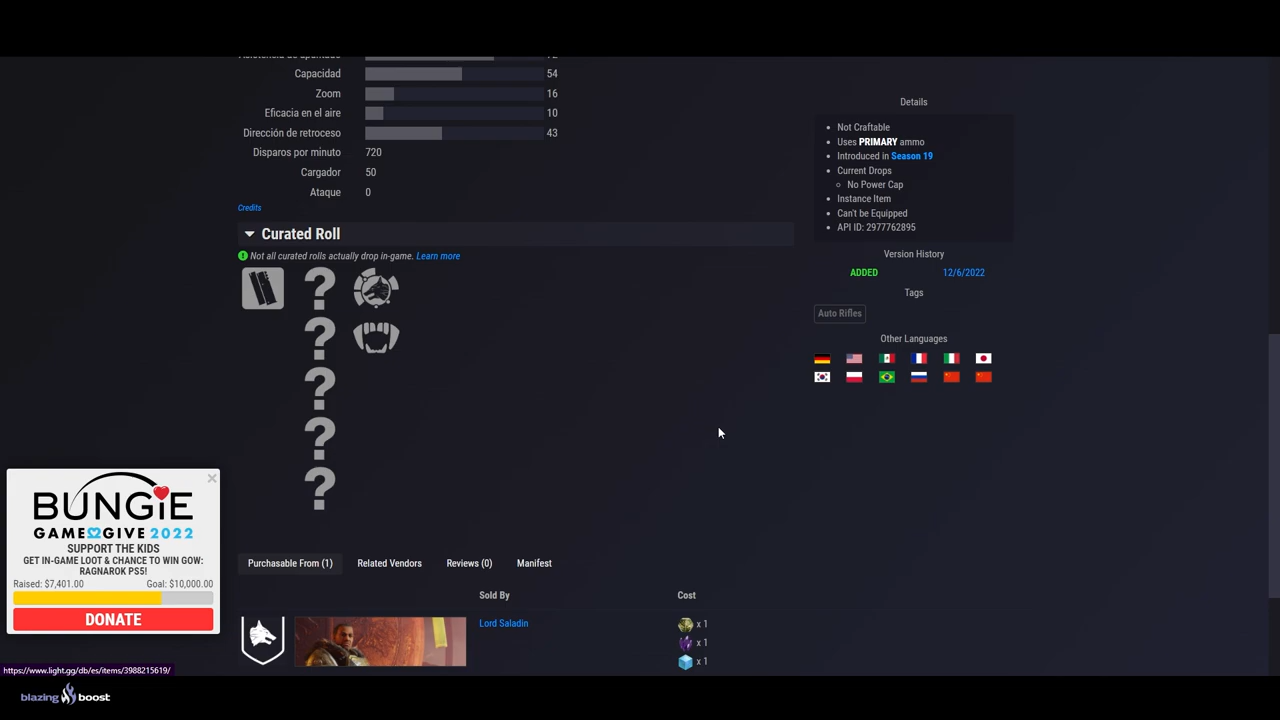 Asistencia de apuntado 72
Capacidad 54
Zoom 16
Eficacia en el aire 10
Dirección de retroceso 43
Disparos por minuto 720
Cargador 50
Ataque 0
Credits
Curated Roll
Not all curated rolls actually drop in-game. Learn more
?
?
?
?
?
Purchasable From (1) Related Vendors Reviews (0) Manifest
Sold By Cost
Lord Saladin x 1
x 1
x 1
Details
Not Craftable
Uses PRIMARY ammo
Introduced in Season 19
Current Drops
No Power Cap
Instance Item
Can't be Equipped
API ID: 2977762895
Version History
ADDED 12/6/2022
Tags
Auto Rifles
Other Languages
BUNGIE
GAME GIVE 2022
SUPPORT THE KIDS
GET IN-GAME LOOT & CHANCE TO WIN GOW:
RAGNAROK PS5!
Raised: $7,401.00 Goal: $10,000.00
DONATE
https://www.light.gg/db/es/items/3988215619/
blazing boost